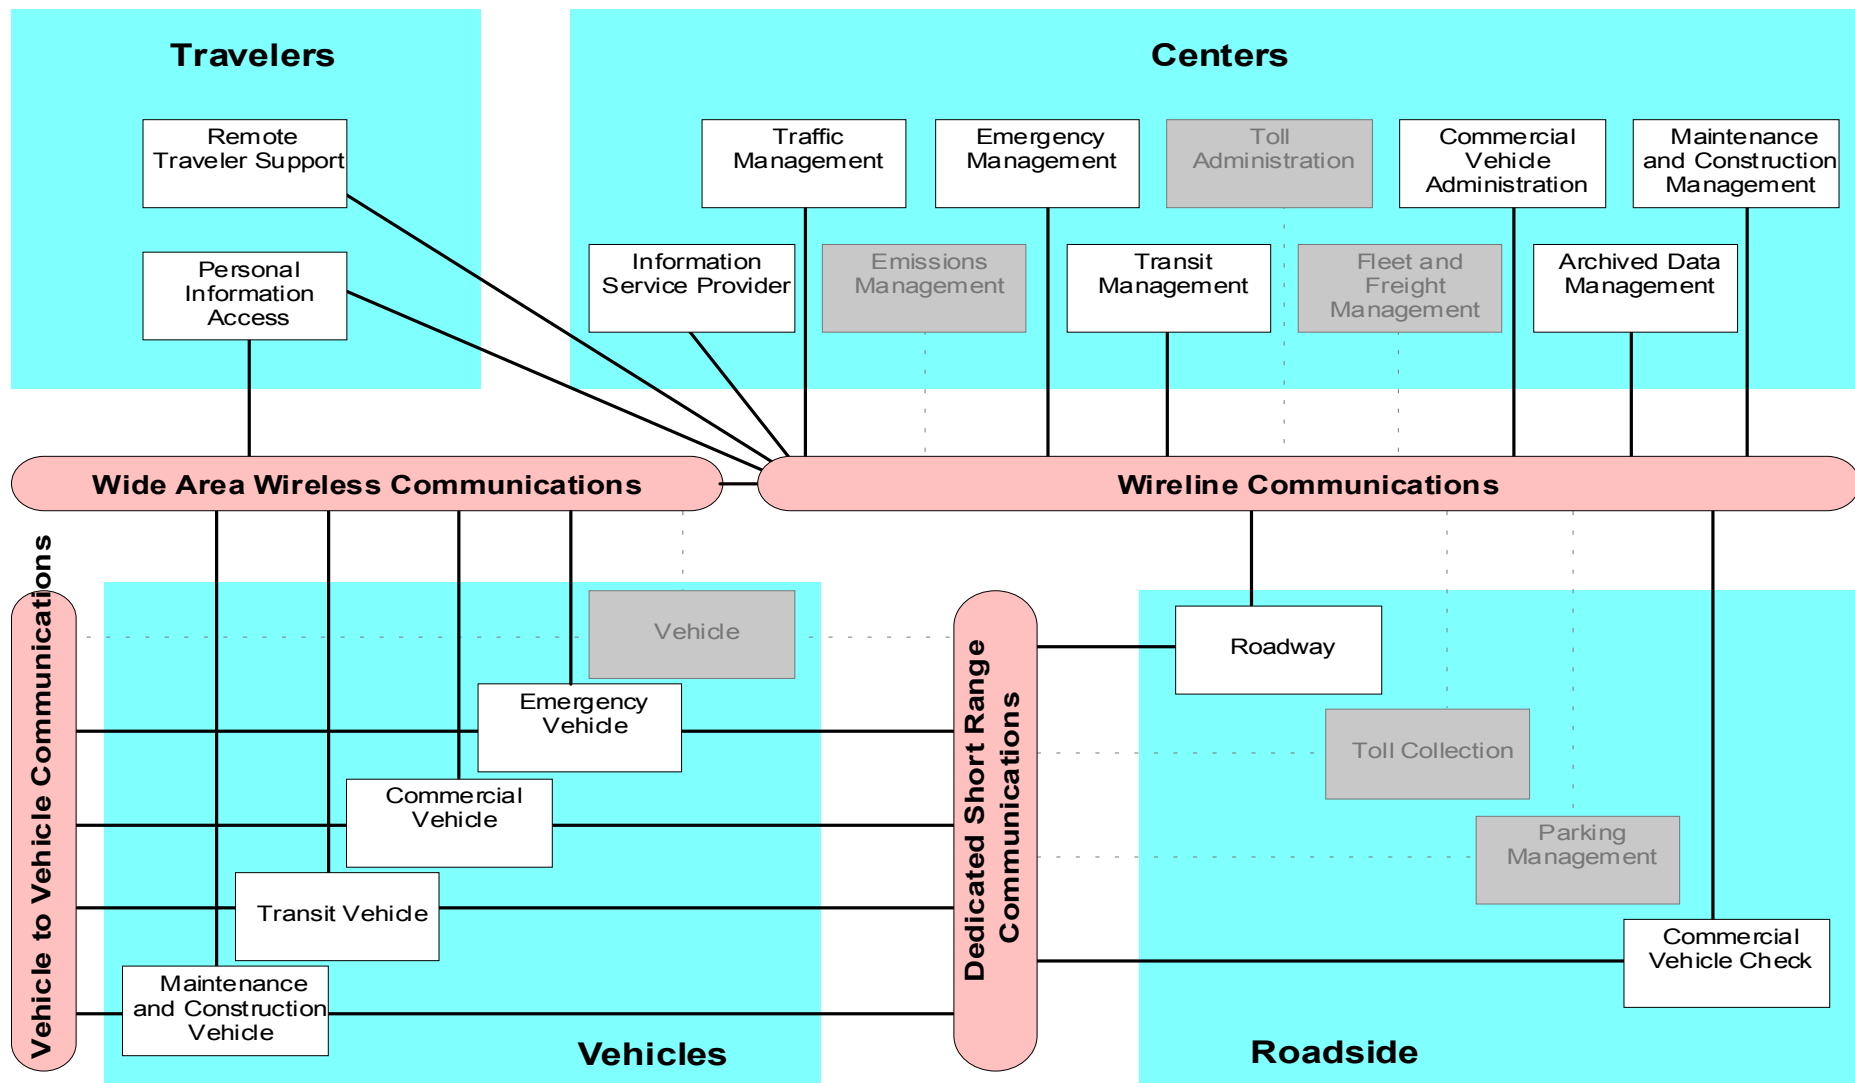 Travelers
Centers
Remote
Traveler Support
Personal
Information
Access
Traffic
Management
Emergency
Management
Toll
Administration
Commercial
Vehicle
Administration
Maintenance
and Construction
Management
Information
Service Provider
Emissions
Management
Transit
Management
Fleet and
Freight
Management
Archived Data
Management
Wide Area Wireless Communications
Wireline Communications
Vehicle to Vehicle Communications
Vehicle
Emergency
Vehicle
Commercial
Vehicle
Transit Vehicle
Maintenance
and Construction
Vehicle
Vehicles
Dedicated Short Range
Communications
Roadway
Toll Collection
Parking
Management
Commercial
Vehicle Check
Roadside